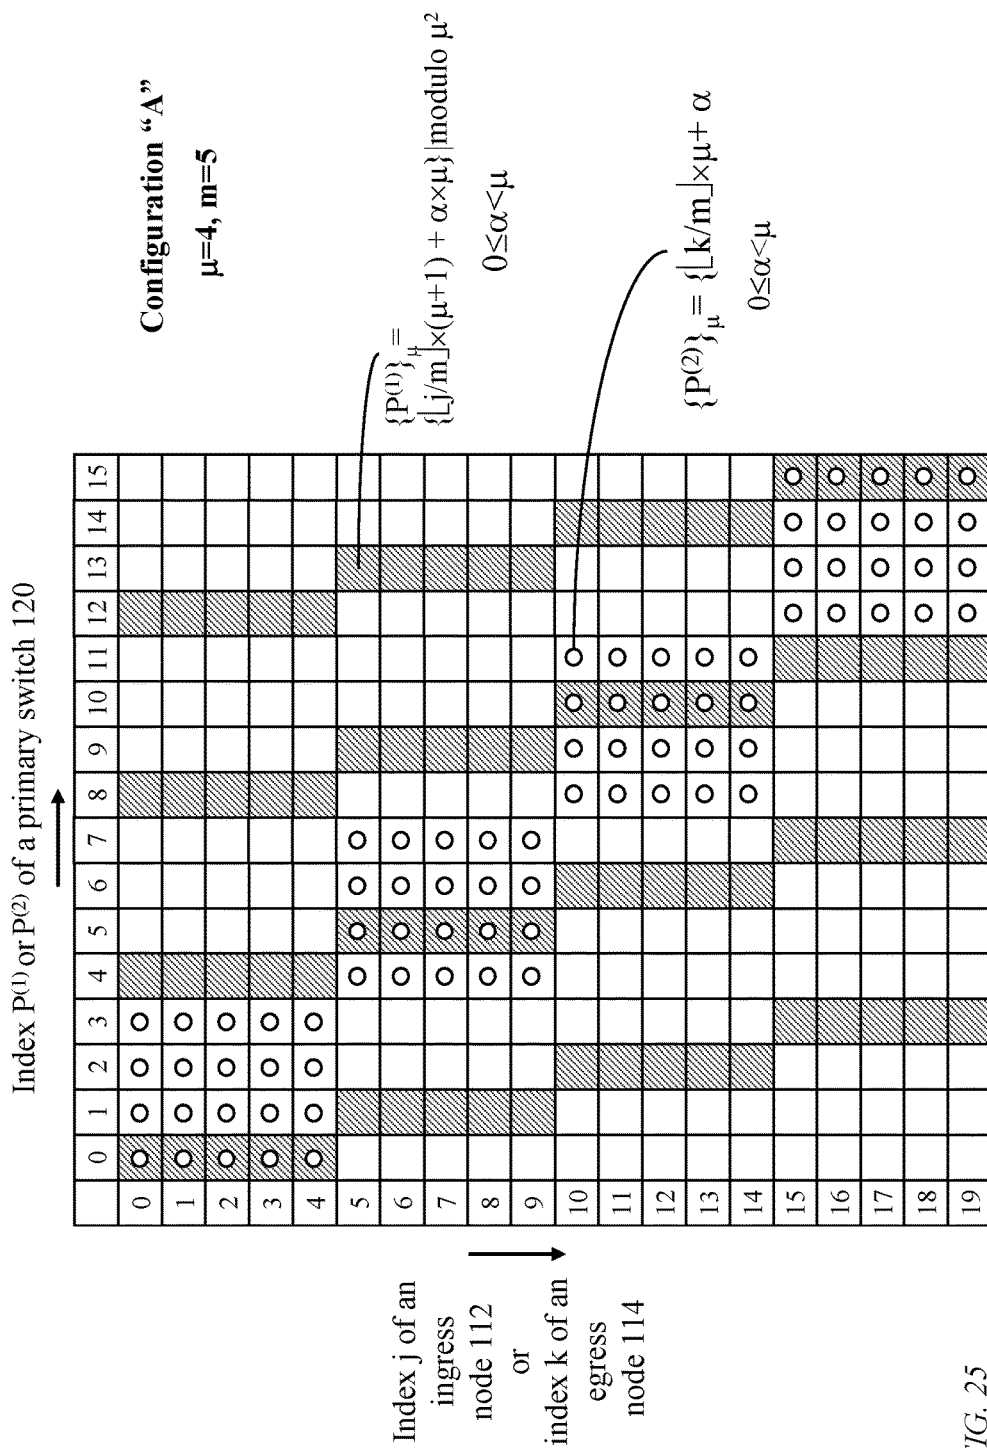 Index P(1) or P(2) of a primary switch 120
0 1 2 3 4 5 6 7 8 9 10 11 12 13 14 15
0
1
2
3
4
5
6
7
8
9
10
11
12
13
14
15
16
17
18
19
Index j of an
ingress
node 112
or
index k of an
egress
node 114
Configuration “A”
μ=4, m=5
{P(1)}μ =
{⌊j/m⌋×(μ+1) + α×μ}|modulo μ²
0≤α<μ
{P(2)}μ = {⌊k/m⌋×μ+ α
0≤α<μ
FIG. 25